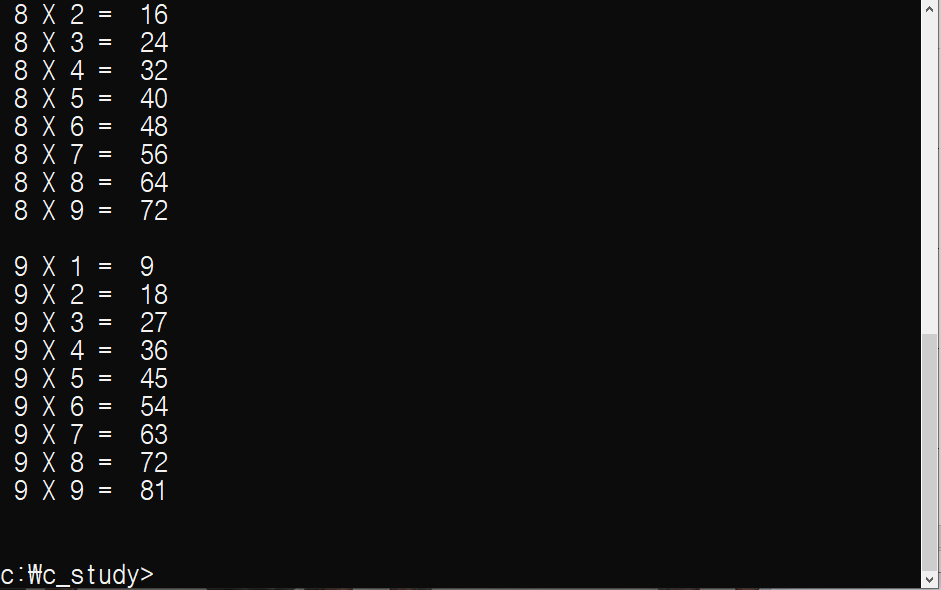 8 X 2 =  16
8 X 3 =  24
8 X 4 =  32
8 X 5 =  40
8 X 6 =  48
8 X 7 =  56
8 X 8 =  64
8 X 9 =  72
9 X 1 =  9
9 X 2 =  18
9 X 3 =  27
9 X 4 =  36
9 X 5 =  45
9 X 6 =  54
9 X 7 =  63
9 X 8 =  72
9 X 9 =  81
c:₩c_study>